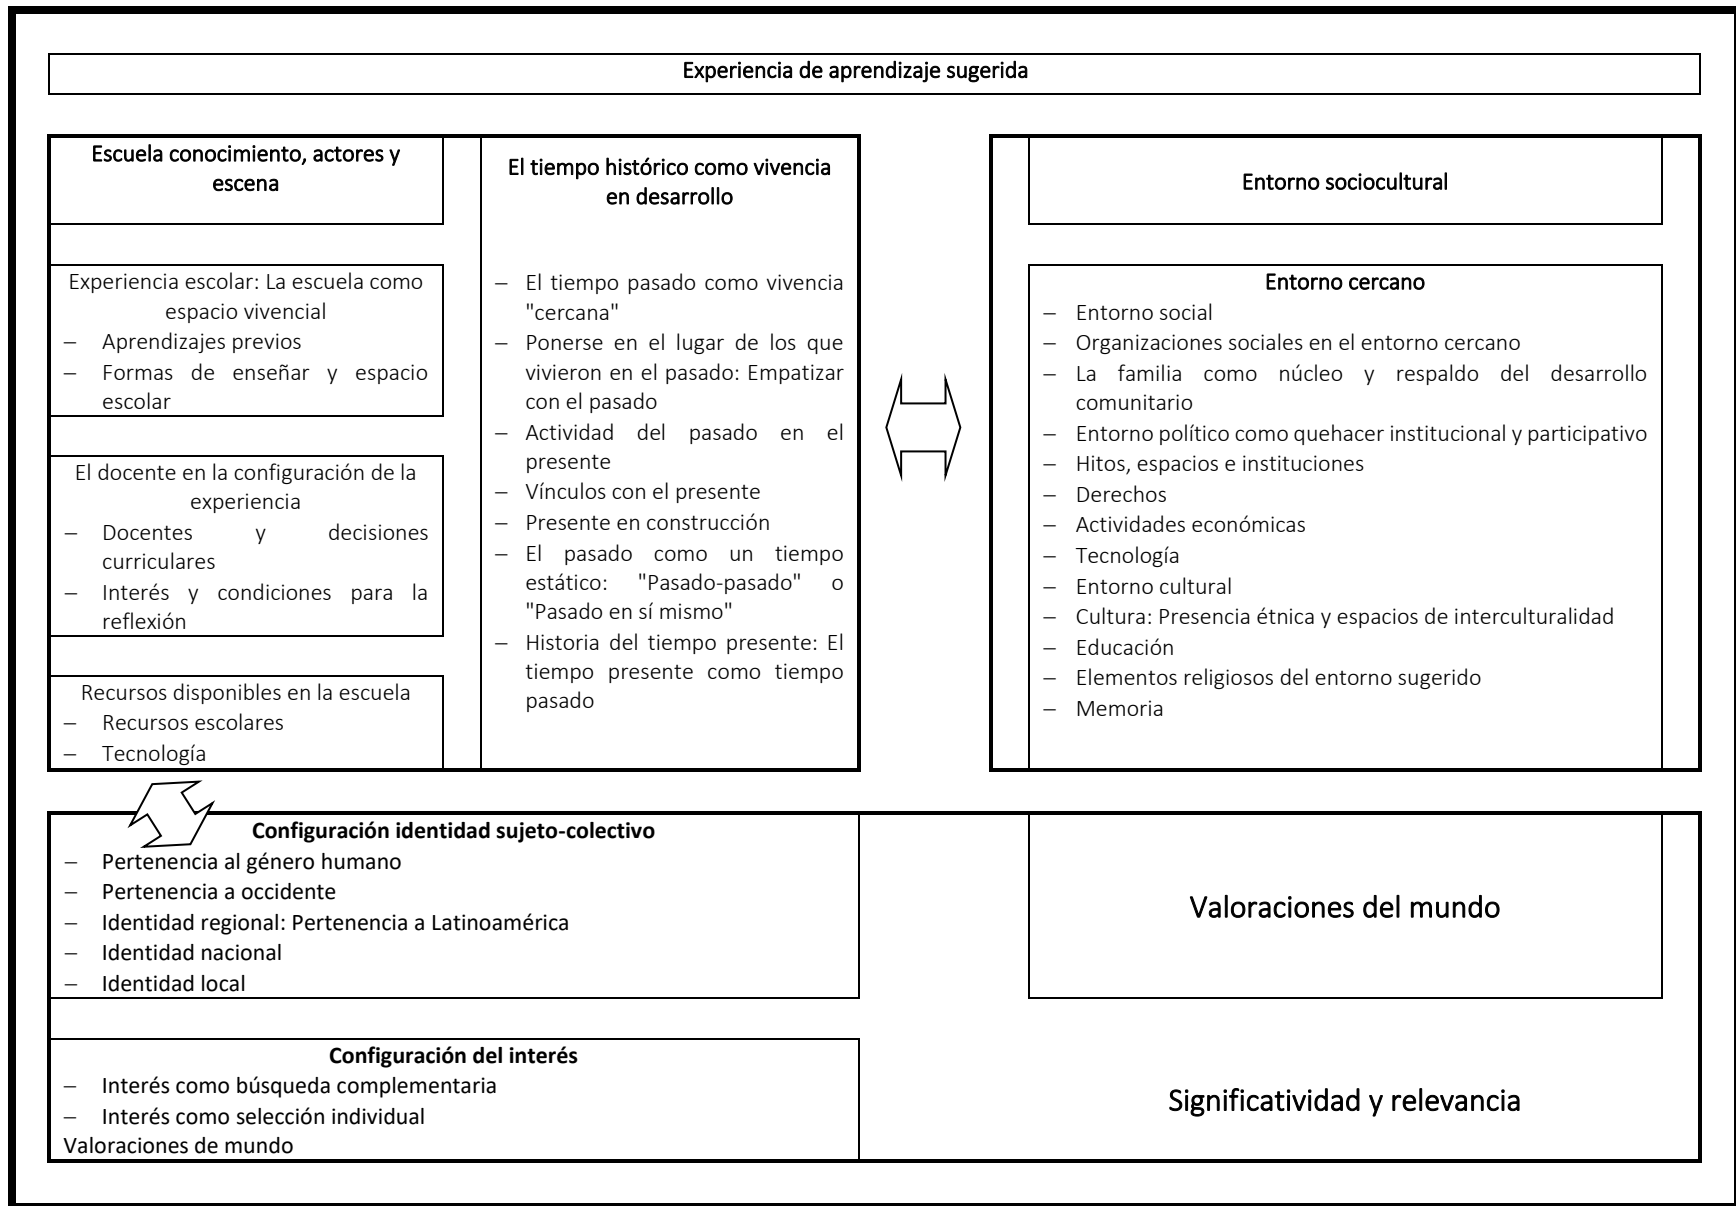 Experiencia de aprendizaje sugerida
Escuela conocimiento, actores y
escena
Experiencia escolar: La escuela como
espacio vivencial
– Aprendizajes previos
– Formas de enseñar y espacio
escolar
El docente en la configuración de la
experiencia
– Docentes y decisiones
curriculares
– Interés y condiciones para la
reflexión
Recursos disponibles en la escuela
– Recursos escolares
– Tecnología
El tiempo histórico como vivencia
en desarrollo
– El tiempo pasado como vivencia
"cercana"
– Ponerse en el lugar de los que
vivieron en el pasado: Empatizar
con el pasado
– Actividad del pasado en el
presente
– Vínculos con el presente
– Presente en construcción
– El pasado como un tiempo
estático: "Pasado-pasado" o
"Pasado en sí mismo"
– Historia del tiempo presente: El
tiempo presente como tiempo
pasado
Entorno sociocultural
Entorno cercano
– Entorno social
– Organizaciones sociales en el entorno cercano
– La familia como núcleo y respaldo del desarrollo
comunitario
– Entorno político como quehacer institucional y participativo
– Hitos, espacios e instituciones
– Derechos
– Actividades económicas
– Tecnología
– Entorno cultural
– Cultura: Presencia étnica y espacios de interculturalidad
– Educación
– Elementos religiosos del entorno sugerido
– Memoria
Configuración identidad sujeto-colectivo
– Pertenencia al género humano
– Pertenencia a occidente
– Identidad regional: Pertenencia a Latinoamérica
– Identidad nacional
– Identidad local
Valoraciones del mundo
Configuración del interés
– Interés como búsqueda complementaria
– Interés como selección individual
Valoraciones de mundo
Significatividad y relevancia